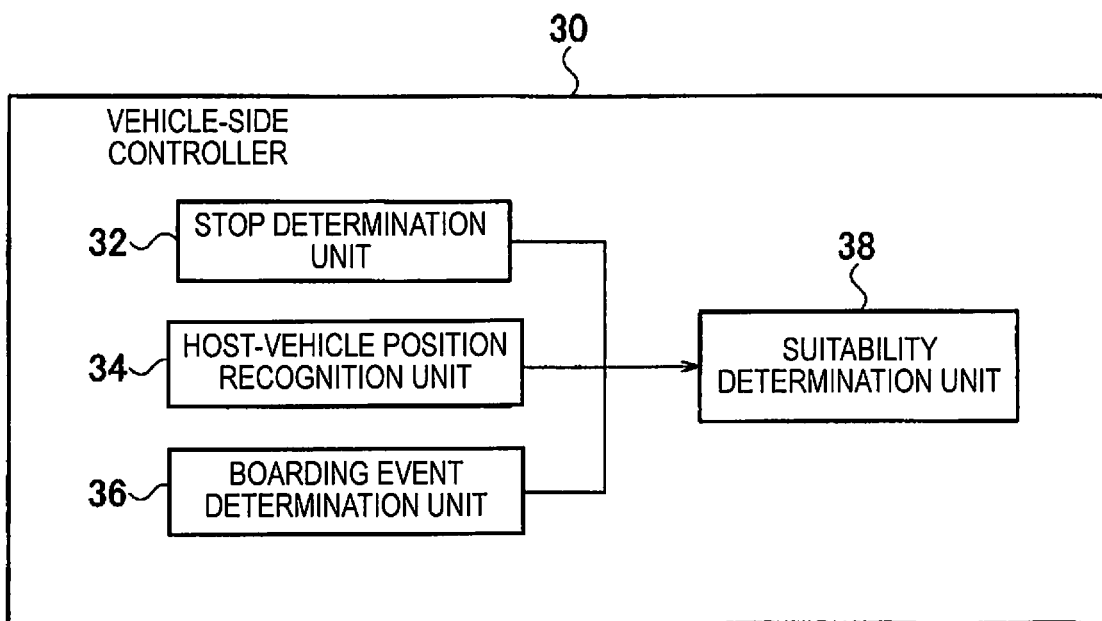 30
VEHICLE-SIDE
CONTROLLER
32
STOP DETERMINATION
UNIT
34
HOST-VEHICLE POSITION
RECOGNITION UNIT
36
BOARDING EVENT
DETERMINATION UNIT
38
SUITABILITY
DETERMINATION UNIT